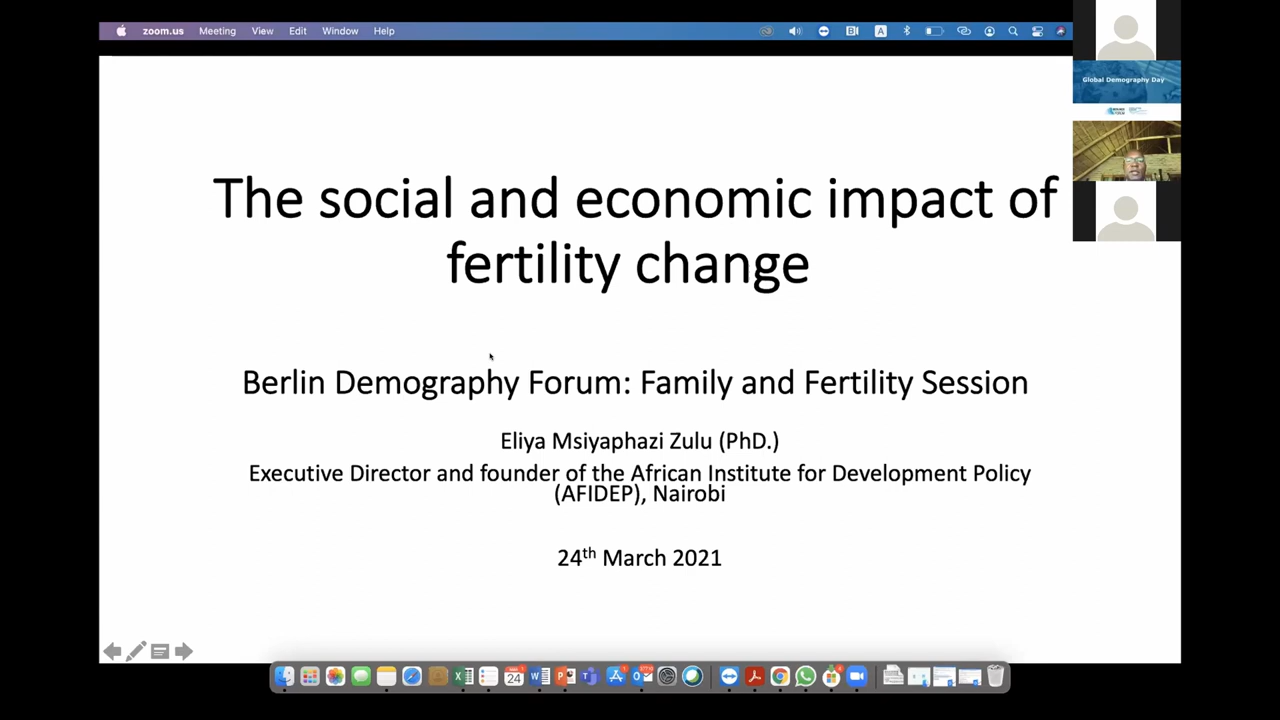 zoom.us Meeting View Edit Window Help
Global Demography Day
The social and economic impact of
fertility change
Berlin Demography Forum: Family and Fertility Session
Eliya Msiyaphazi Zulu (PhD.)
Executive Director and founder of the African Institute for Development Policy
(AFIDEP), Nairobi
24th March 2021